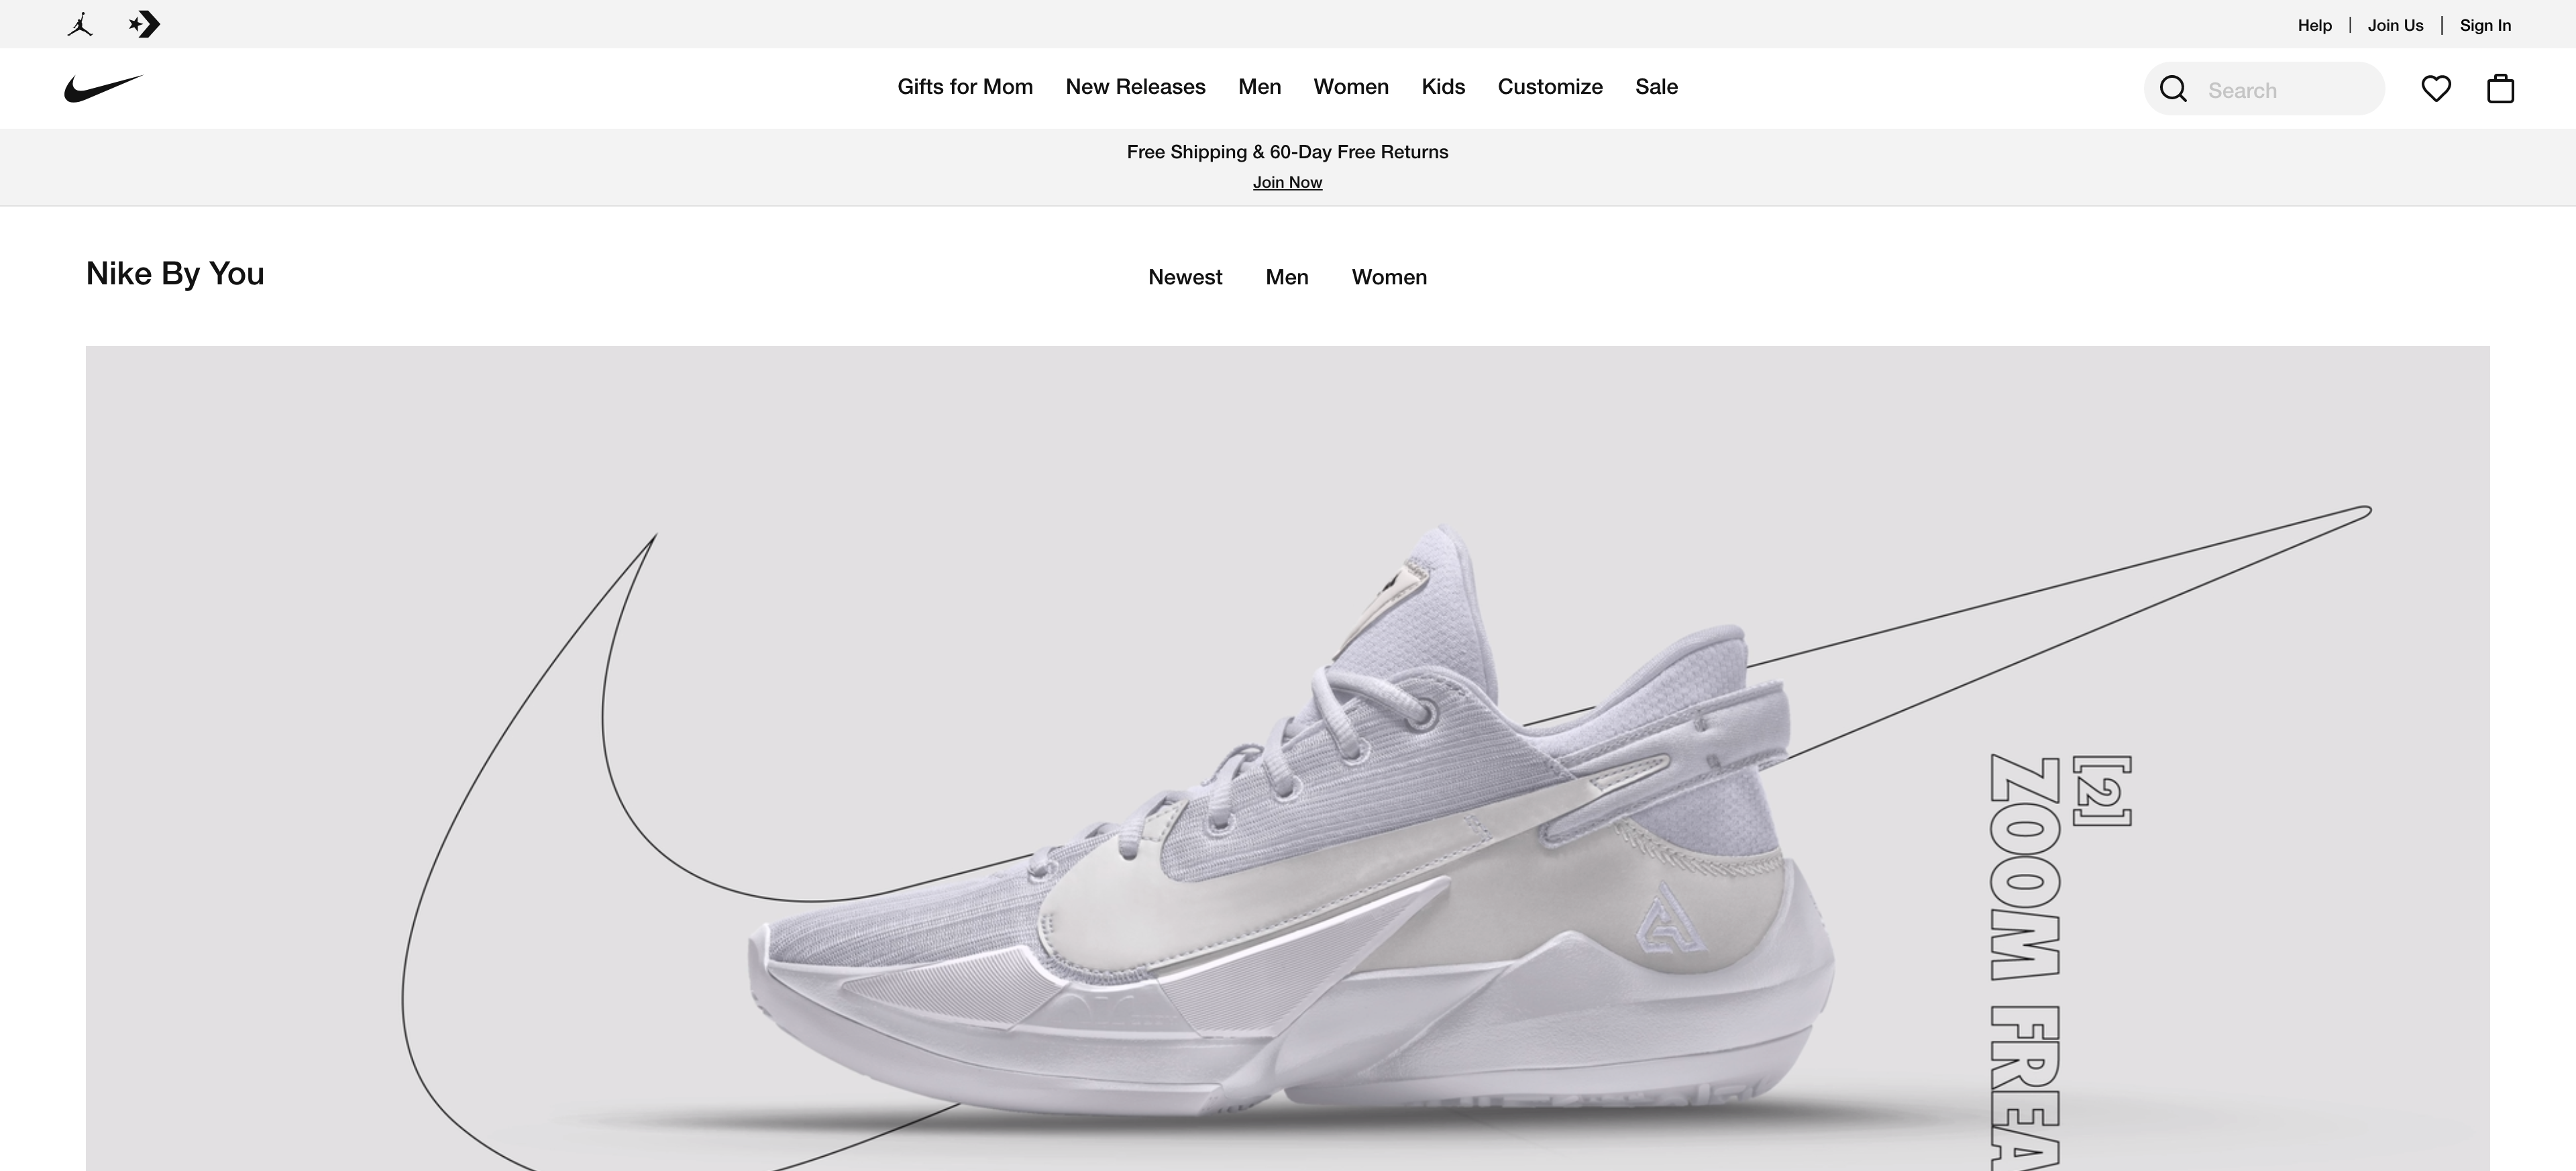 Help | Join Us | Sign In
Gifts for Mom New Releases Men Women Kids Customize Sale
Search
Free Shipping & 60-Day Free Returns
Join Now
Nike By You
Newest Men Women
[2]
ZOOM FREA